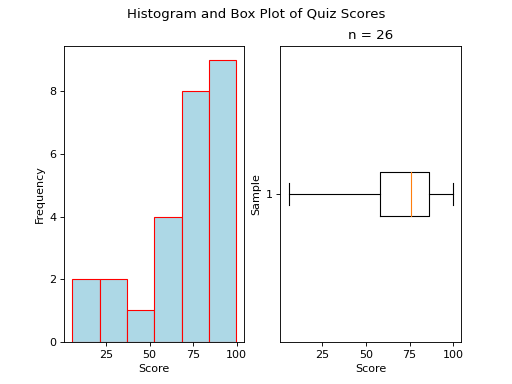 Histogram and Box Plot of Quiz Scores
n = 26
Frequency
8
6
4
2
0
25 50 75 100
Score
Sample
1
25 50 75 100
Score